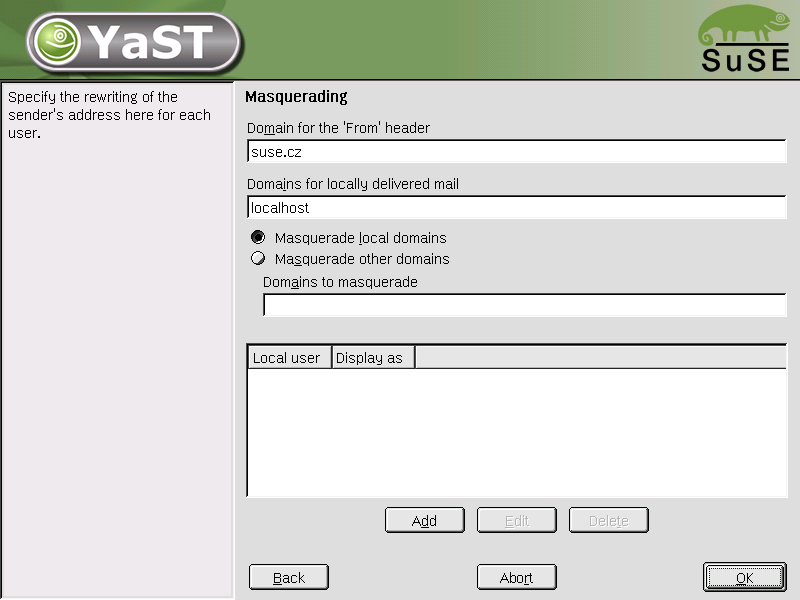 YaST
SuSE
Specify the rewriting of the
sender's address here for each
user.
Masquerading
Domain for the 'From' header
suse.cz
Domains for locally delivered mail
localhost
Masquerade local domains
Masquerade other domains
Domains to masquerade
Local user Display as
Add Edit Delete
Back Abort OK